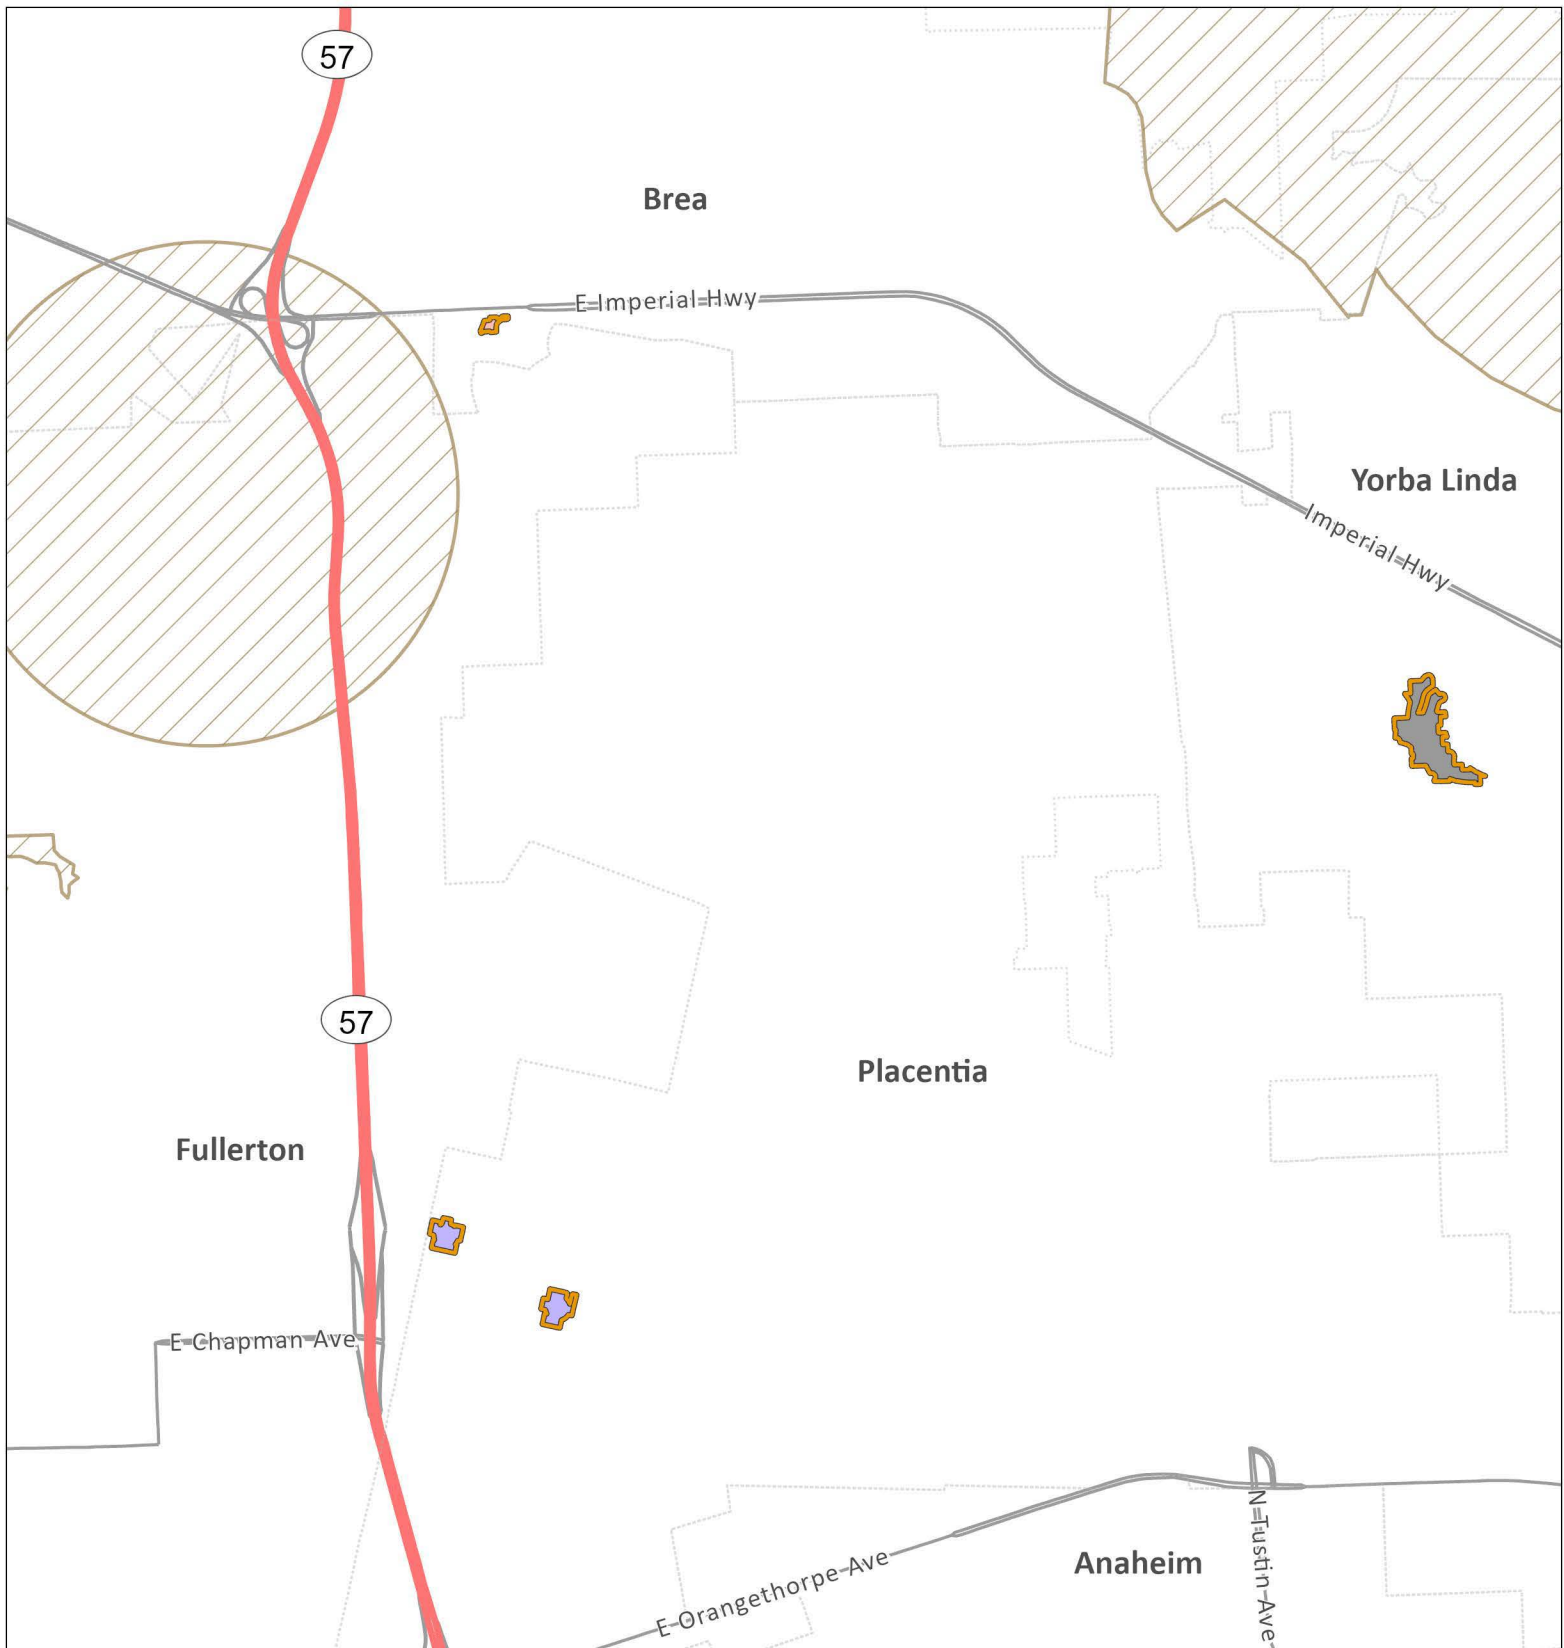 57
Brea
E Imperial Hwy
Yorba Linda
Imperial Hwy
57
Placentia
Fullerton
E Chapman Ave
N Tustin Ave
Anaheim
E Orangethorpe Ave